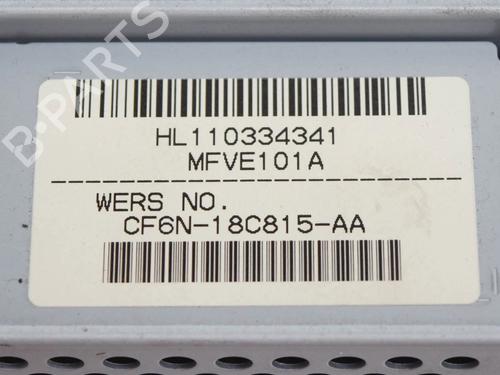 HL110334341
MFVE101A
WERS NO.
CF6N-18C815-AA
B-PARTS